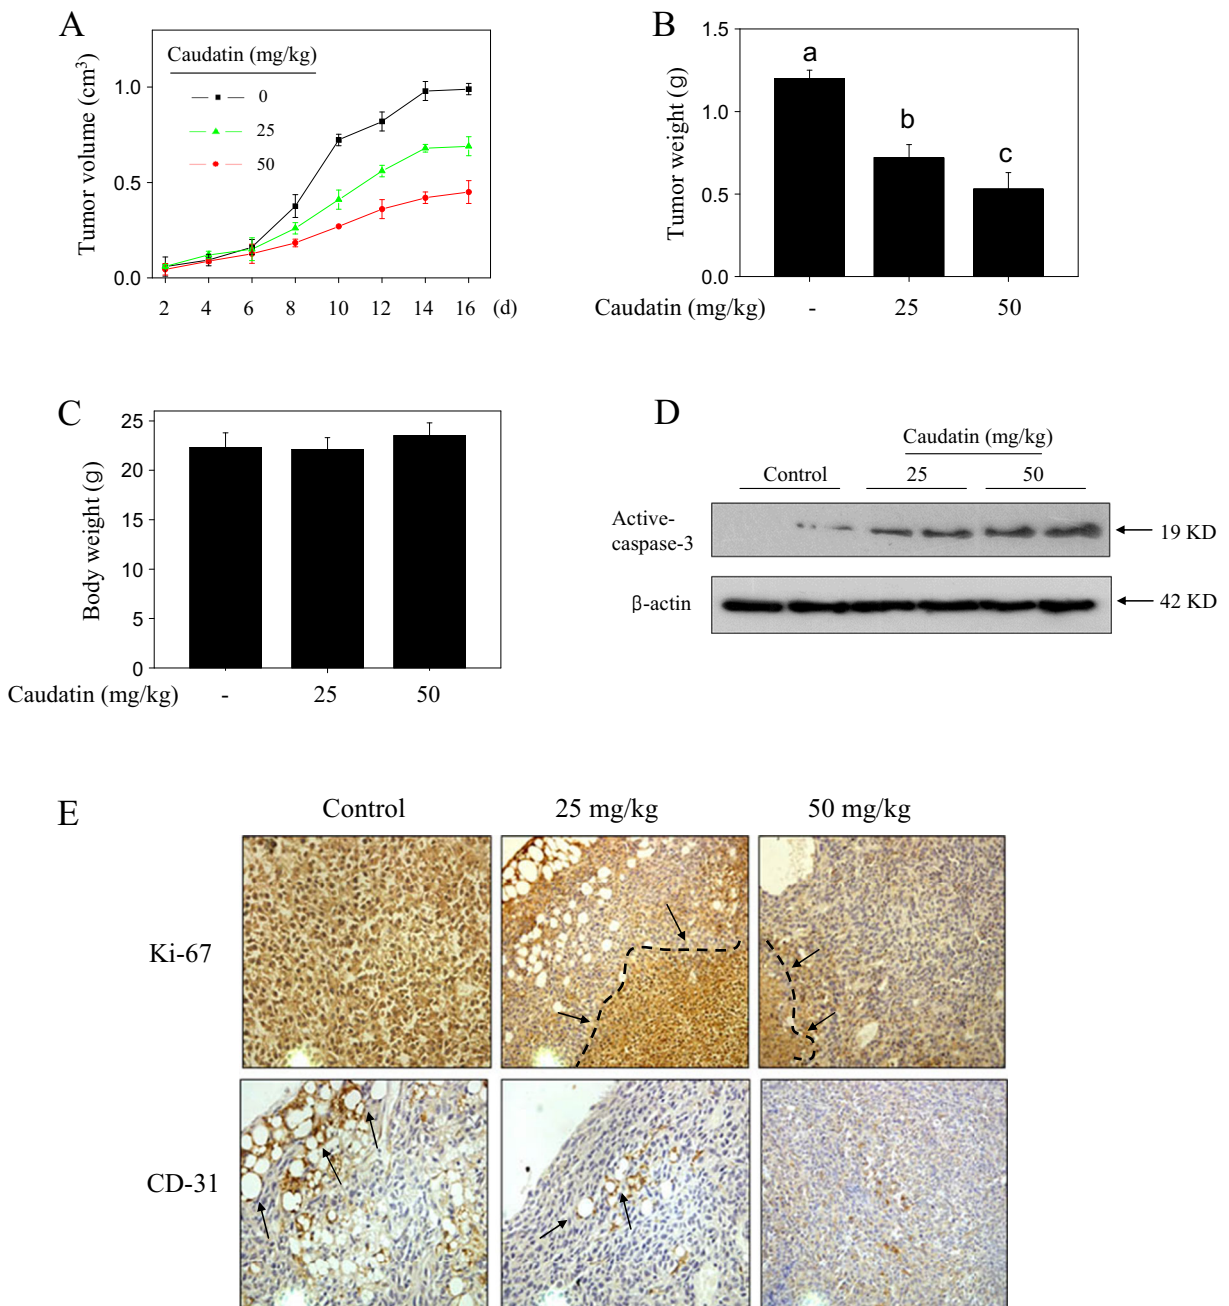 A
Caudatin (mg/kg)
0
25
50
Tumor volume (cm³)
1.0
0.5
0.0
2 4 6 8 10 12 14 16 (d)
B
Tumor weight (g)
1.5
1.0
0.5
0.0
a
b
c
Caudatin (mg/kg) - 25 50
C
Body weight (g)
25
20
15
10
5
0
Caudatin (mg/kg) - 25 50
D
Caudatin (mg/kg)
Control 25 50
Active-
caspase-3
19 KD
β-actin
42 KD
E
Control 25 mg/kg 50 mg/kg
Ki-67
CD-31